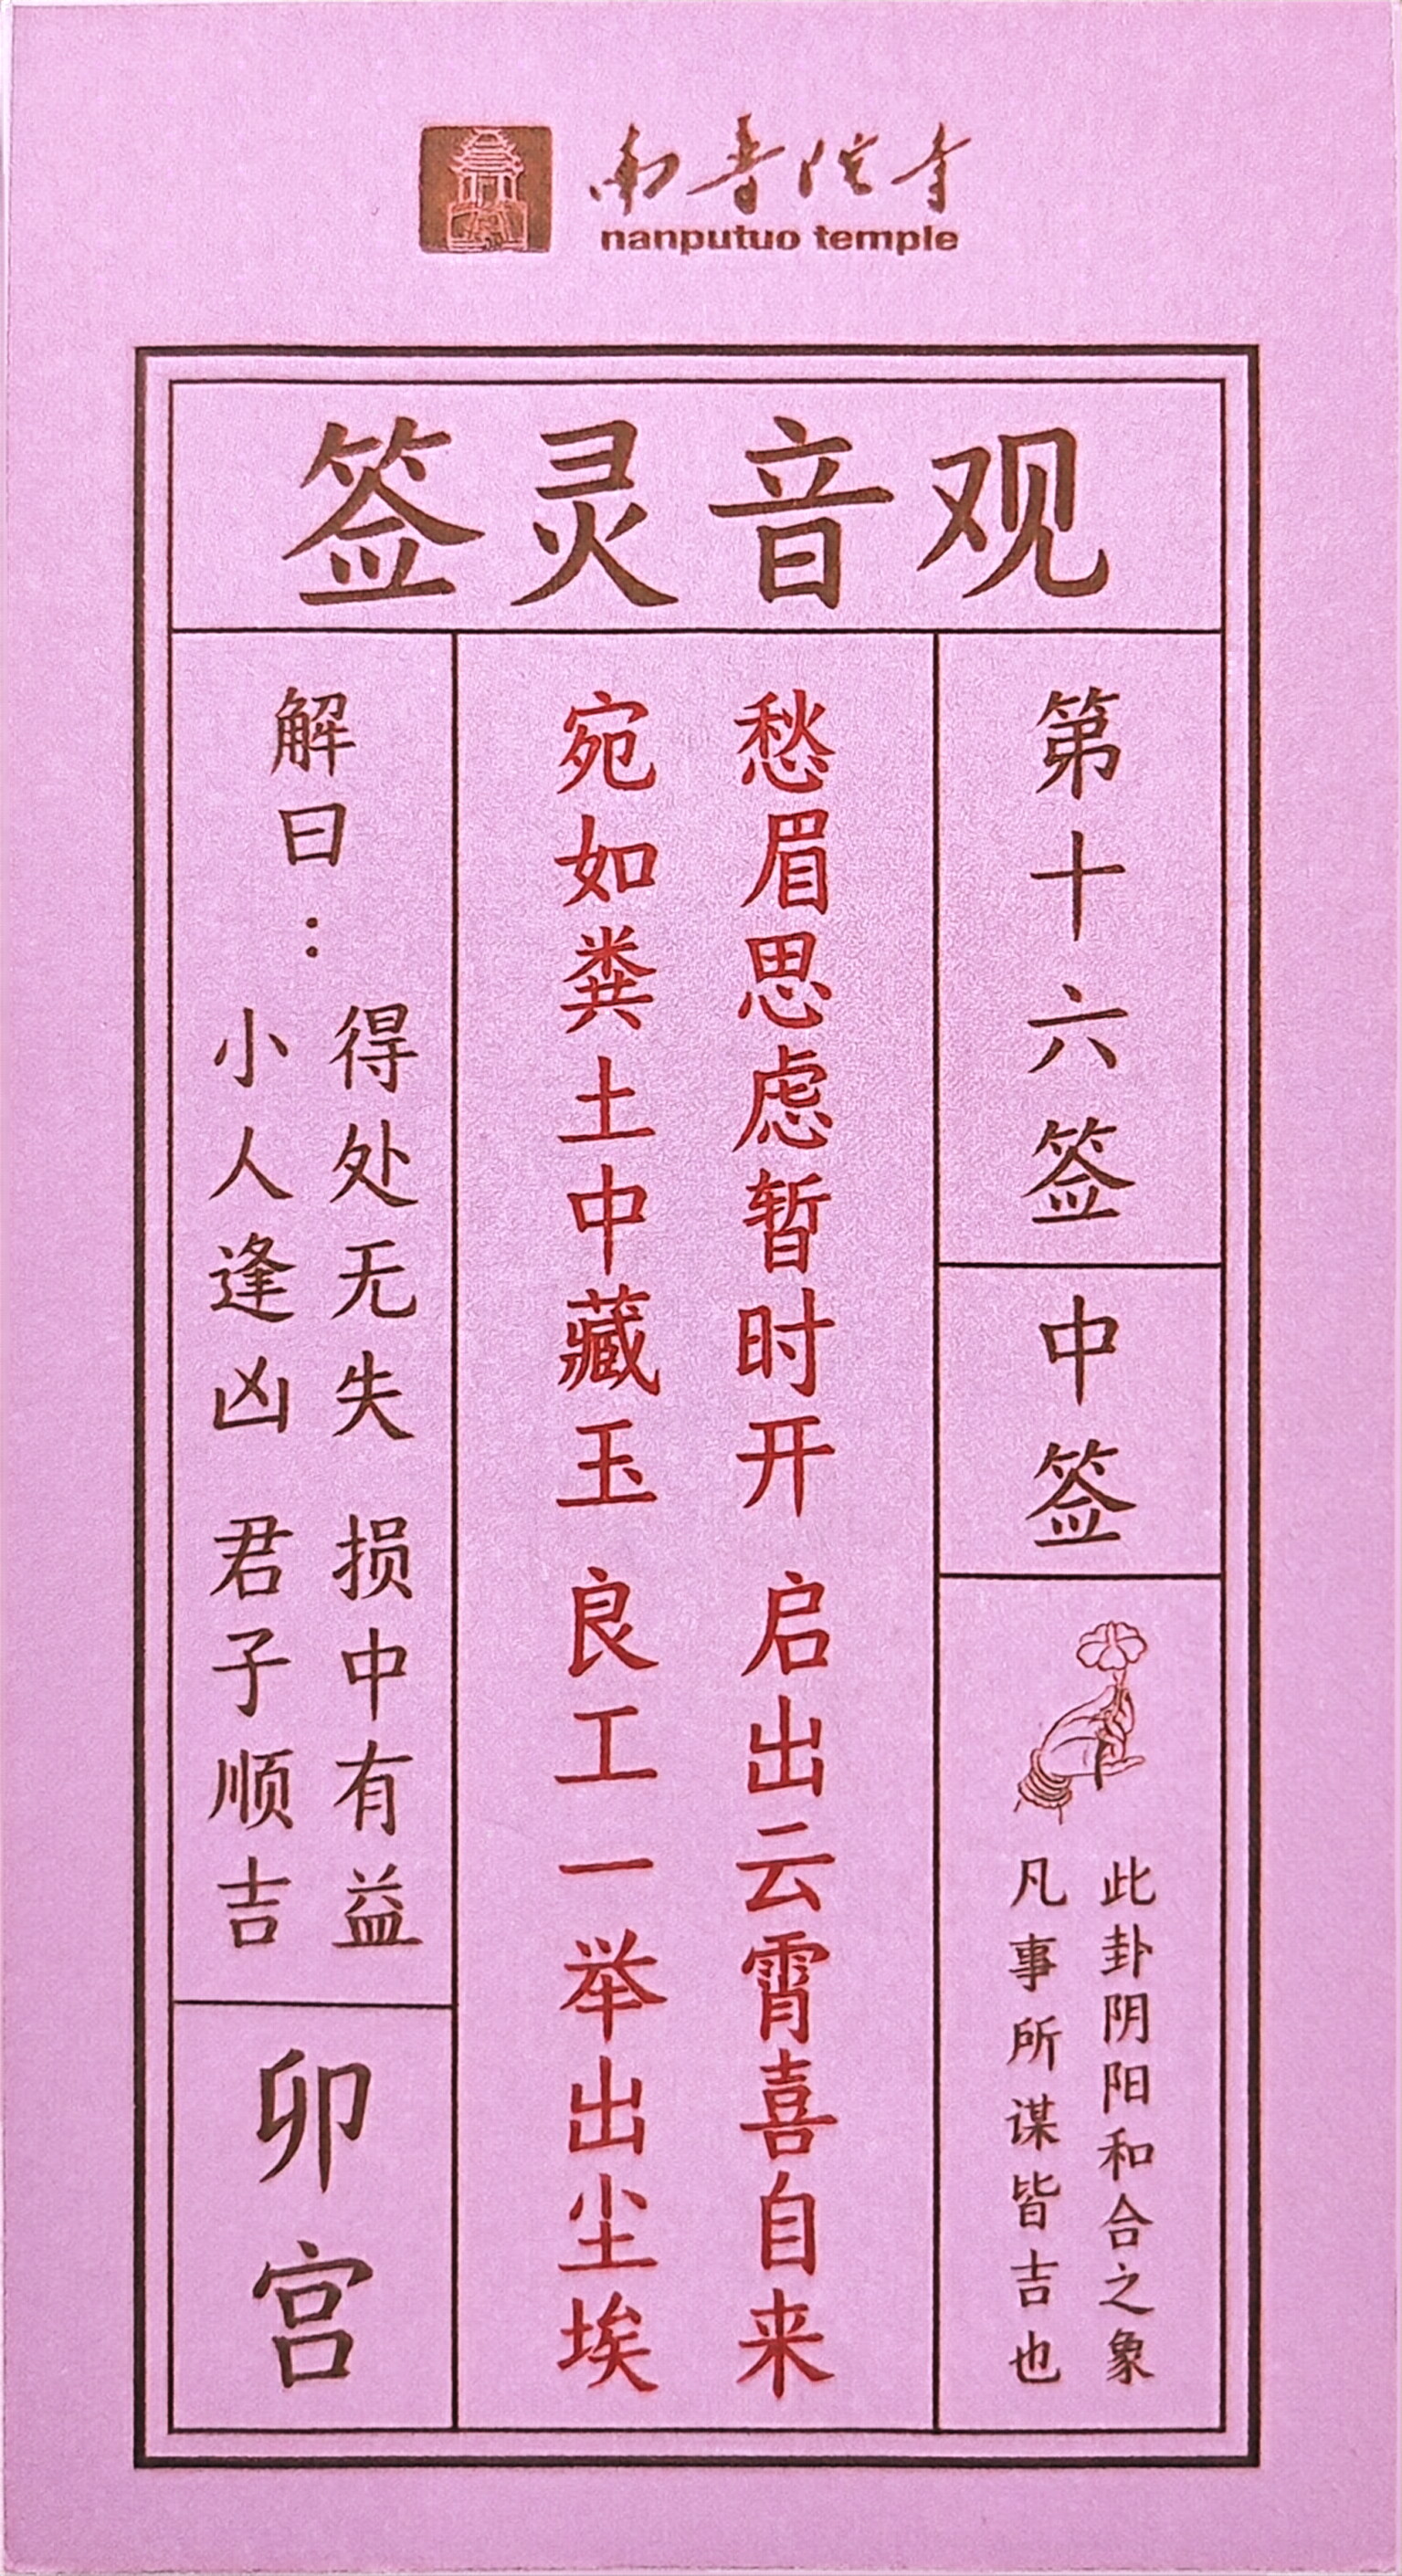 南普陀寺
nanputuo temple
观音灵签
第十六签
中签
此卦阴阳和合之象
凡事所谋皆吉也
愁眉思虑暂时开 启出云霄喜自来
宛如粪土中藏玉 良工一举出尘埃
解曰：
得处无失 损中有益
小人逢凶 君子顺吉
卯宫